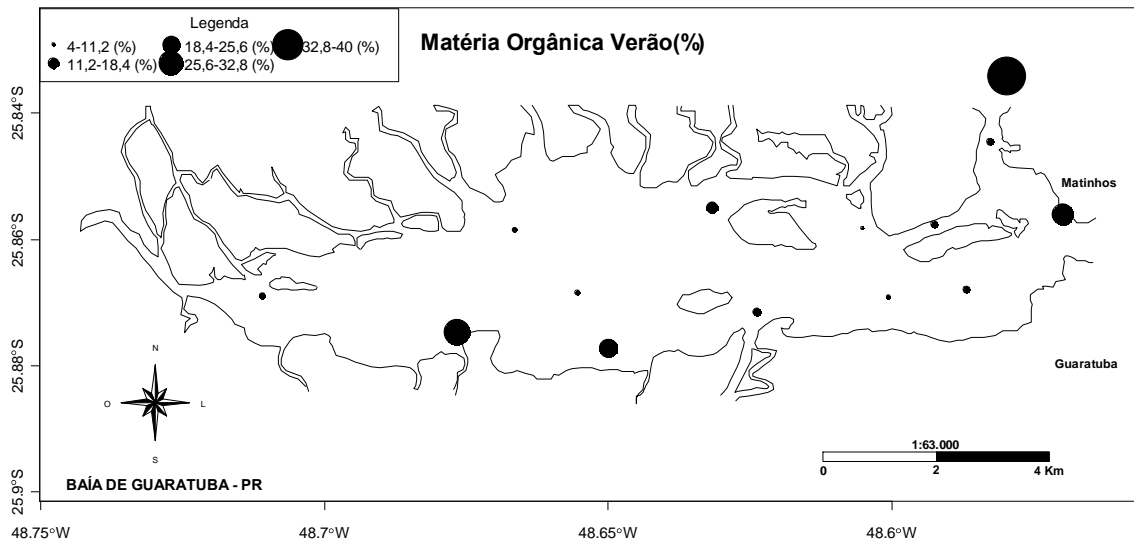 Legenda
4-11,2 (%) 18,4-25,6 (%) 32,8-40 (%)
11,2-18,4 (%) 25,6-32,8 (%)
Matéria Orgânica Verão(%)
25.84°S
Matinhos
25.86°S
25.88°S
Guaratuba
N
O L
S
1:63.000
0 2 4 Km
BAÍA DE GUARATUBA - PR
25.9°S
48.75°W 48.7°W 48.65°W 48.6°W